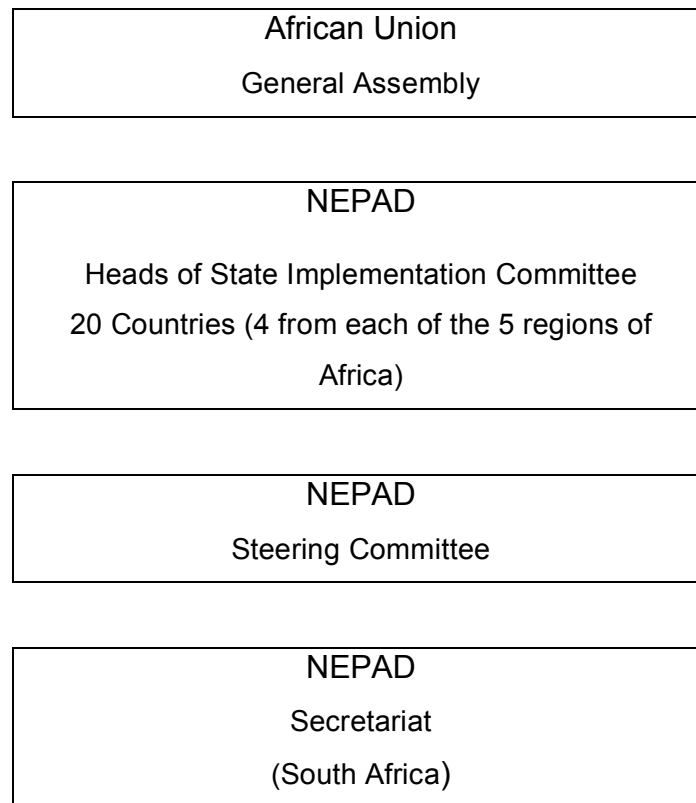 African Union
General Assembly
NEPAD
Heads of State Implementation Committee
20 Countries (4 from each of the 5 regions of
Africa)
NEPAD
Steering Committee
NEPAD
Secretariat
(South Africa)